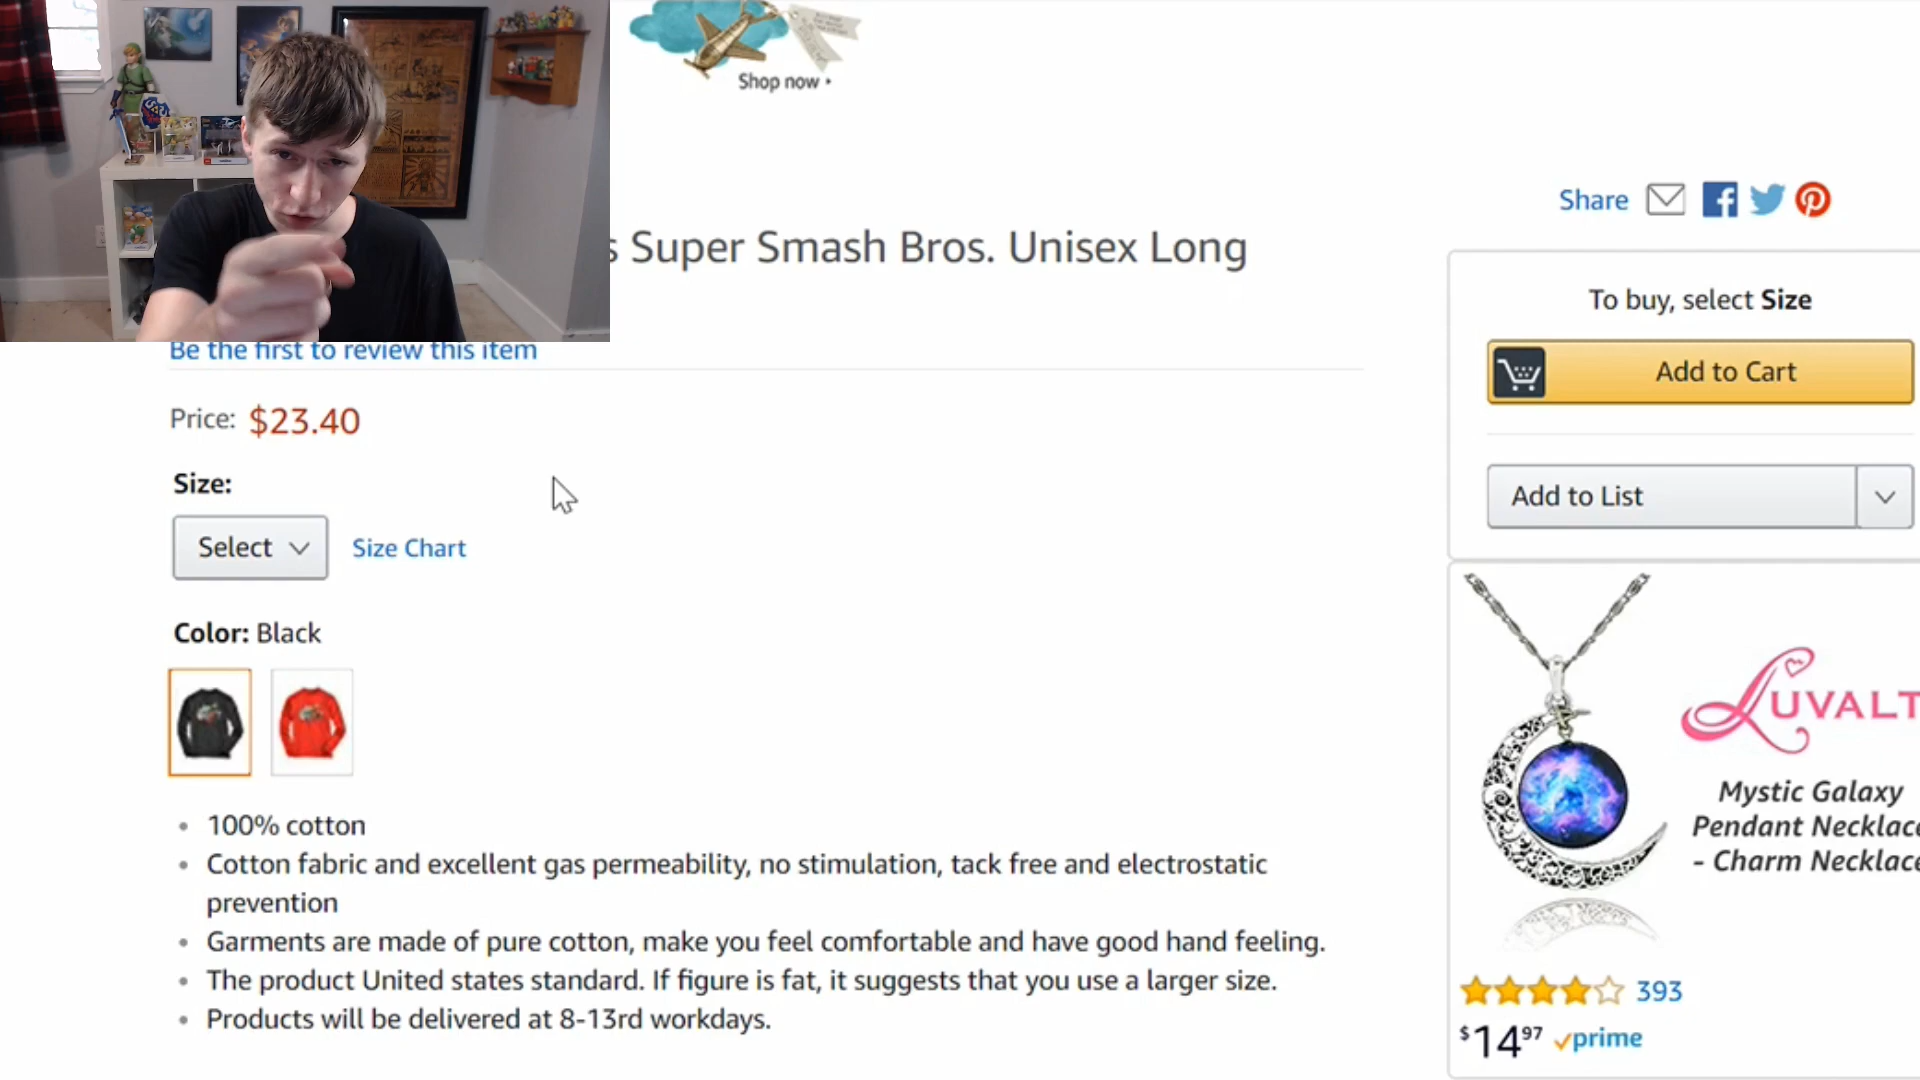 Shop now
Share
s Super Smash Bros. Unisex Long
To buy, select Size
Be the first to review this item
Add to Cart
Price: $23.40
Size:
Add to List
Select
Size Chart
Color: Black
LUVALT
Mystic Galaxy
Pendant Necklace
- Charm Necklace
• 100% cotton
• Cotton fabric and excellent gas permeability, no stimulation, tack free and electrostatic
prevention
• Garments are made of pure cotton, make you feel comfortable and have good hand feeling.
• The product United states standard. If figure is fat, it suggests that you use a larger size.
• Products will be delivered at 8-13rd workdays.
393
$14.97 prime